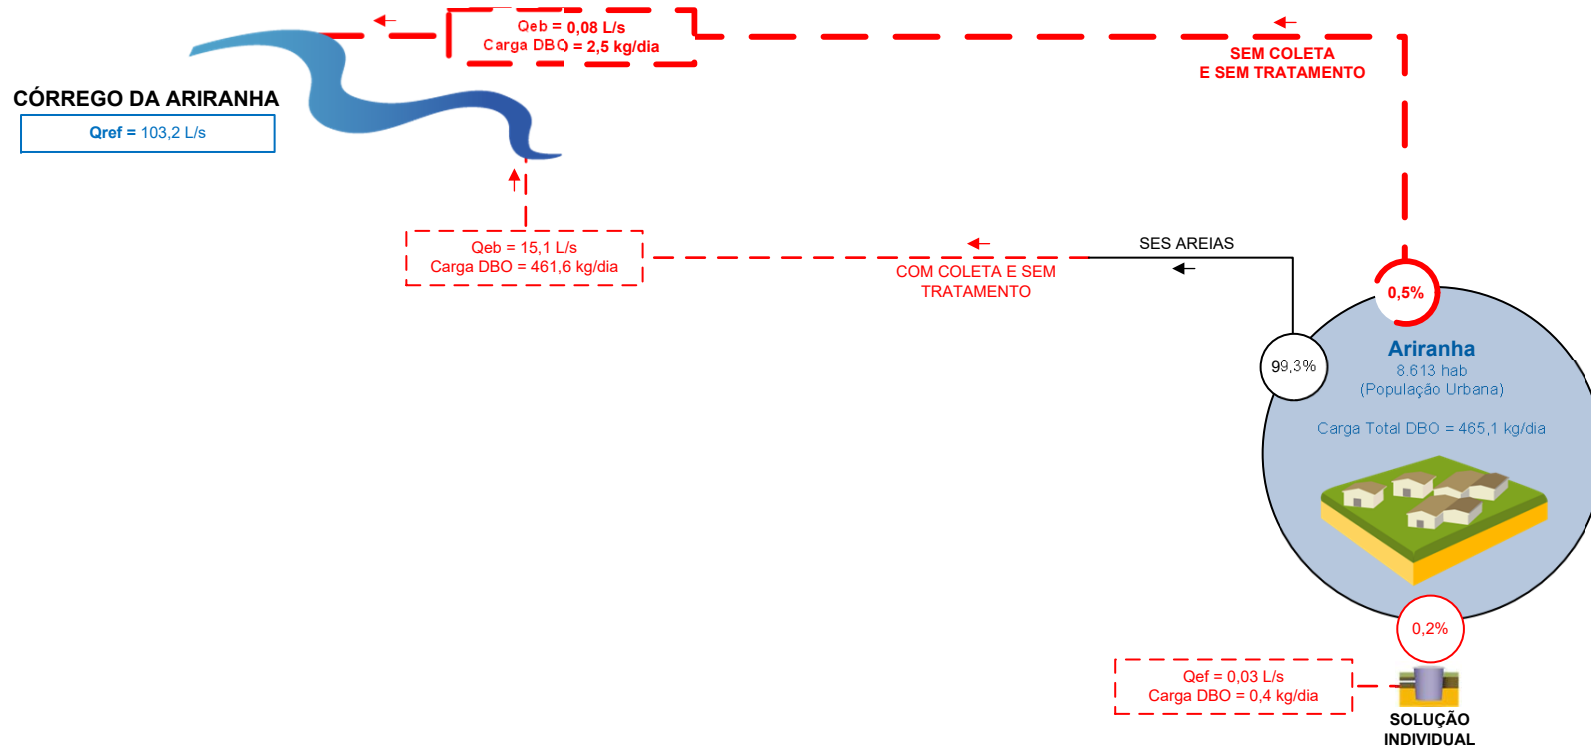 Qeb = 0,08 L/s
Carga DBO = 2,5 kg/dia
SEM COLETA
E SEM TRATAMENTO
CÓRREGO DA ARIRANHA
Qref = 103,2 L/s
Qeb = 15,1 L/s
Carga DBO = 461,6 kg/dia
COM COLETA E SEM
TRATAMENTO
SES AREIAS
0,5%
99,3%
Ariranha
8.613 hab
(População Urbana)
Carga Total DBO = 465,1 kg/dia
0,2%
Qef = 0,03 L/s
Carga DBO = 0,4 kg/dia
SOLUÇÃO
INDIVIDUAL